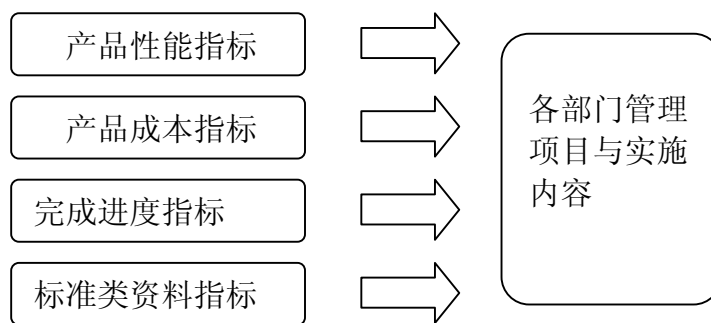 产品性能指标
产品成本指标
完成进度指标
标准类资料指标
各部门管理
项目与实施
内容